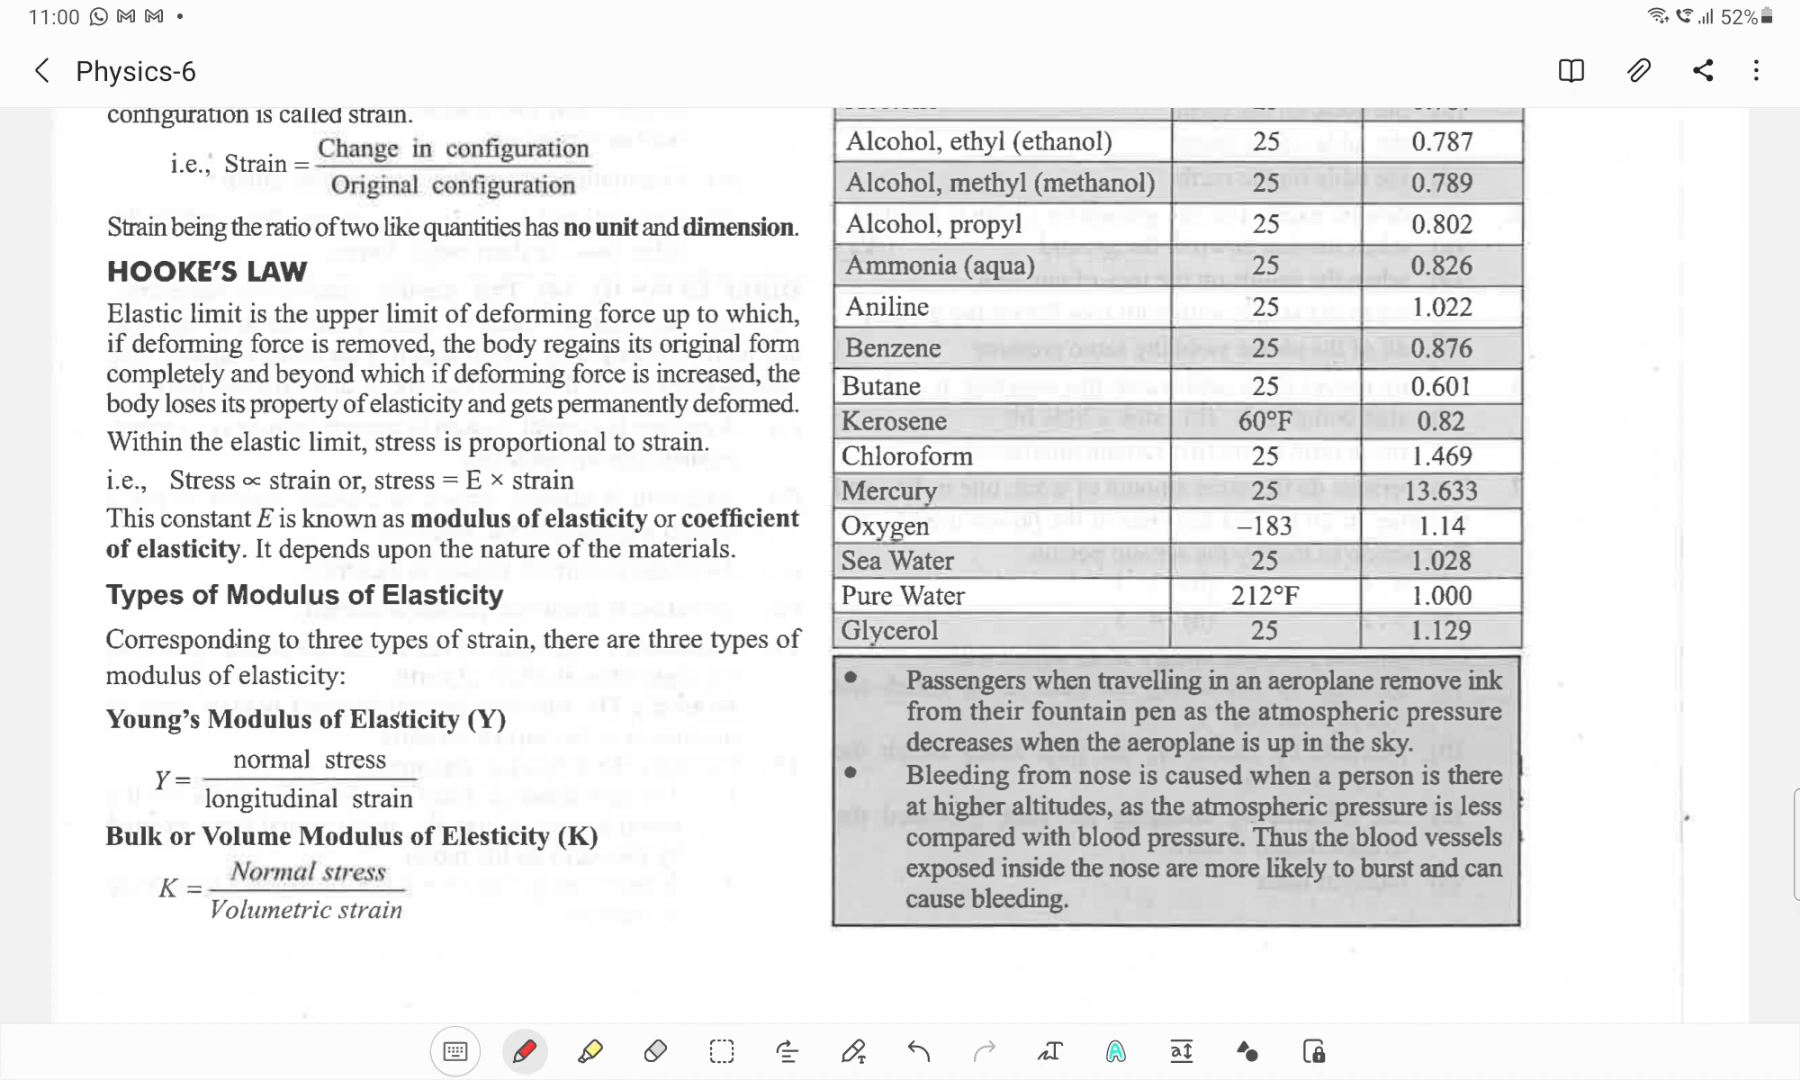 11:00
52%
Physics-6
configuration is called strain.
i.e., Strain = Change in configuration
Original configuration
Strain being the ratio of two like quantities has no unit and dimension.
HOOKE'S LAW
Elastic limit is the upper limit of deforming force up to which,
if deforming force is removed, the body regains its original form
completely and beyond which if deforming force is increased, the
body loses its property of elasticity and gets permanently deformed.
Within the elastic limit, stress is proportional to strain.
i.e., Stress ∝ strain or, stress = E × strain
This constant E is known as modulus of elasticity or coefficient
of elasticity. It depends upon the nature of the materials.
Types of Modulus of Elasticity
Corresponding to three types of strain, there are three types of
modulus of elasticity:
Young's Modulus of Elasticity (Y)
Y = normal stress
longitudinal strain
Bulk or Volume Modulus of Elesticity (K)
K = Normal stress
Volumetric strain
Alcohol, ethyl (ethanol) 25 0.787
Alcohol, methyl (methanol) 25 0.789
Alcohol, propyl 25 0.802
Ammonia (aqua) 25 0.826
Aniline 25 1.022
Benzene 25 0.876
Butane 25 0.601
Kerosene 60°F 0.82
Chloroform 25 1.469
Mercury 25 13.633
Oxygen –183 1.14
Sea Water 25 1.028
Pure Water 212°F 1.000
Glycerol 25 1.129
• Passengers when travelling in an aeroplane remove ink
from their fountain pen as the atmospheric pressure
decreases when the aeroplane is up in the sky.
• Bleeding from nose is caused when a person is there
at higher altitudes, as the atmospheric pressure is less
compared with blood pressure. Thus the blood vessels
exposed inside the nose are more likely to burst and can
cause bleeding.